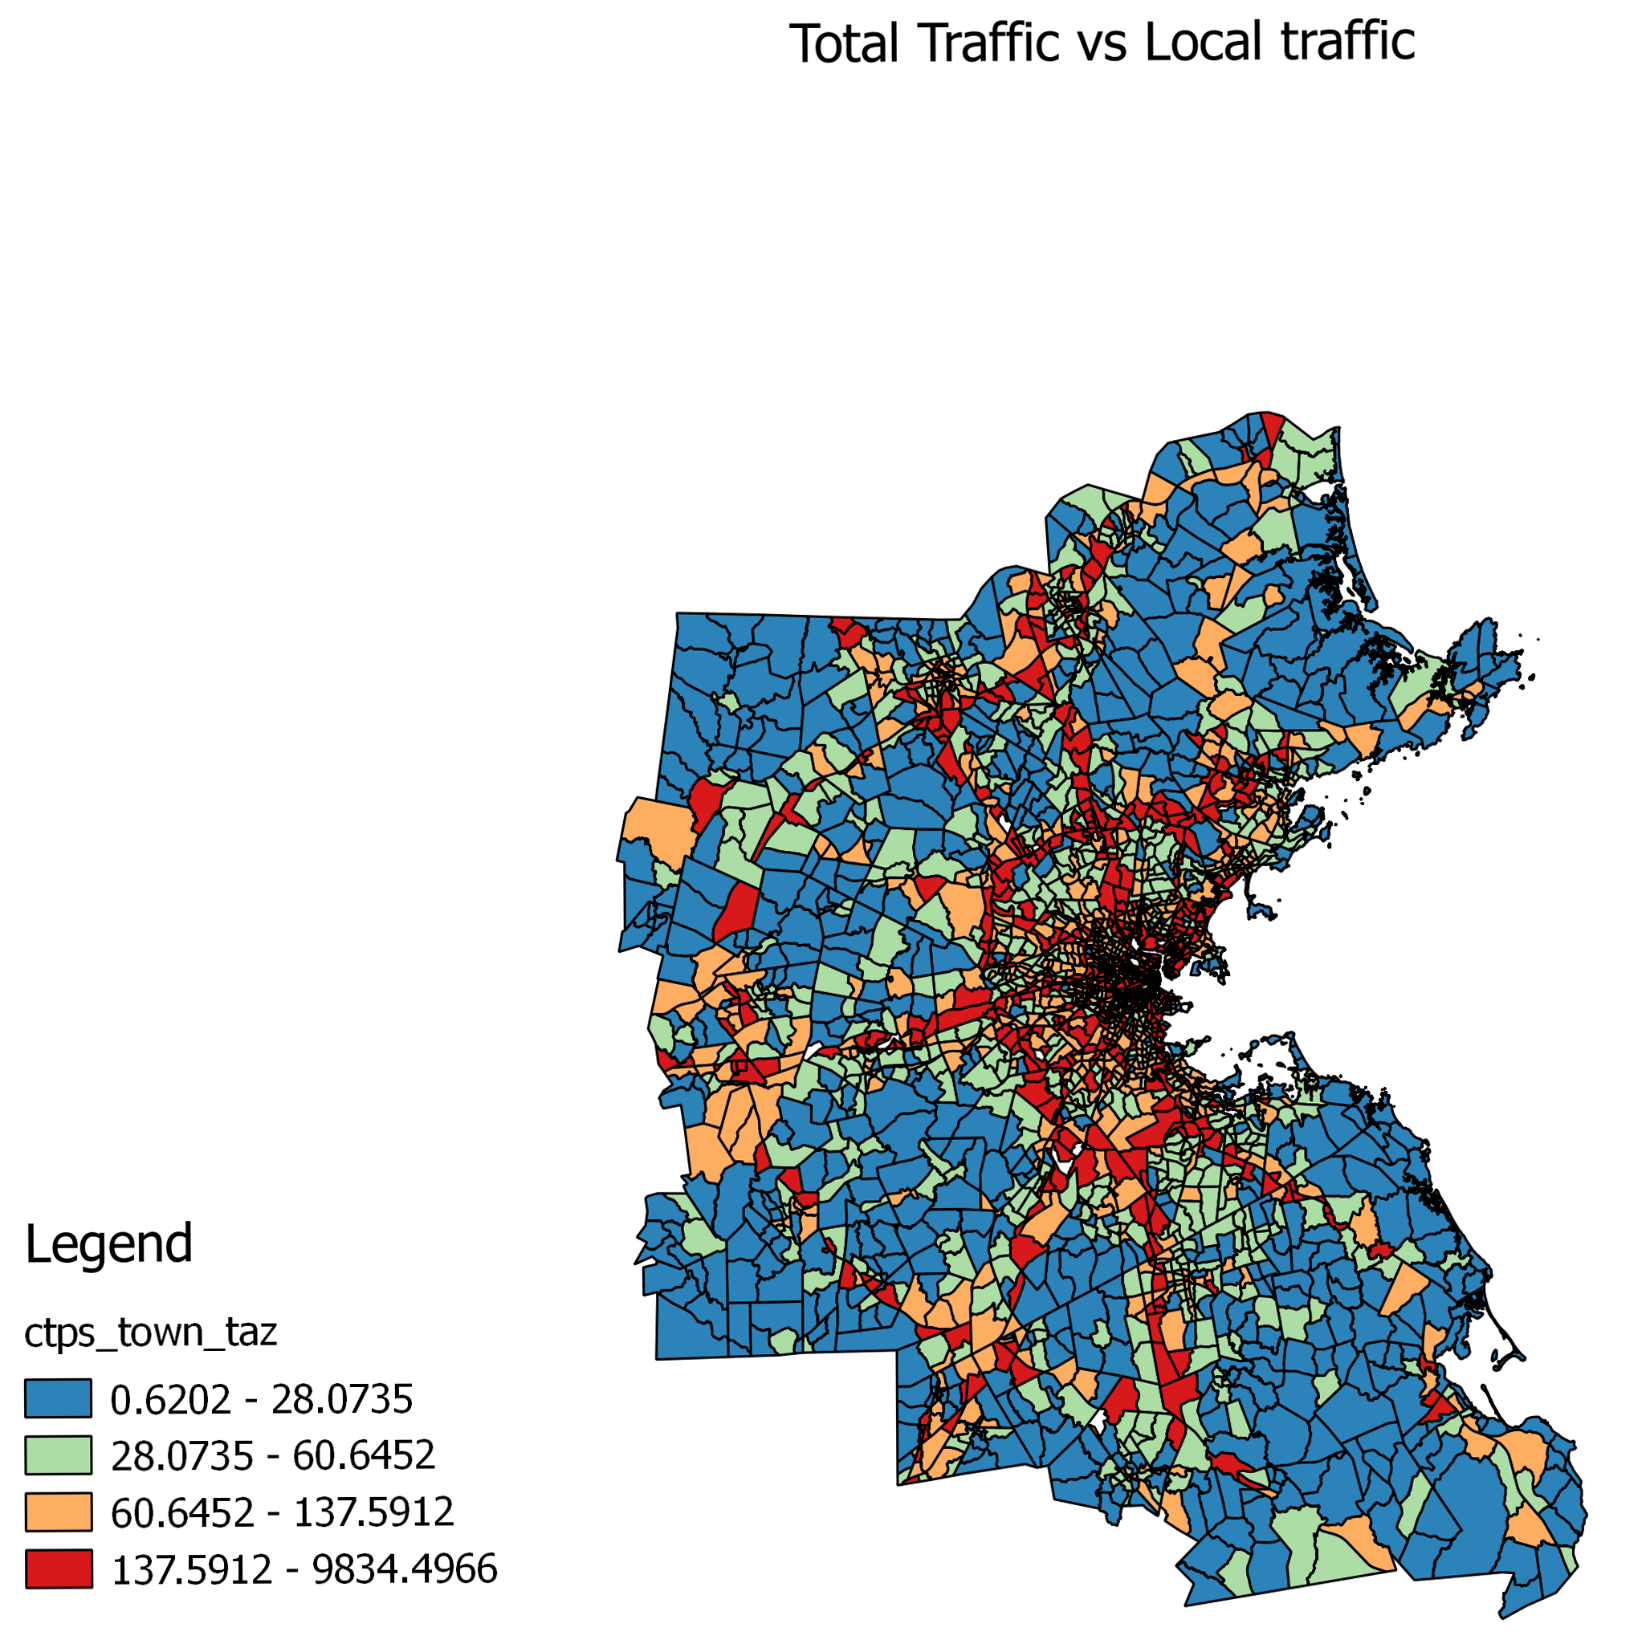 Total Traffic vs Local traffic
Legend
ctps_town_taz
0.6202 - 28.0735
28.0735 - 60.6452
60.6452 - 137.5912
137.5912 - 9834.4966